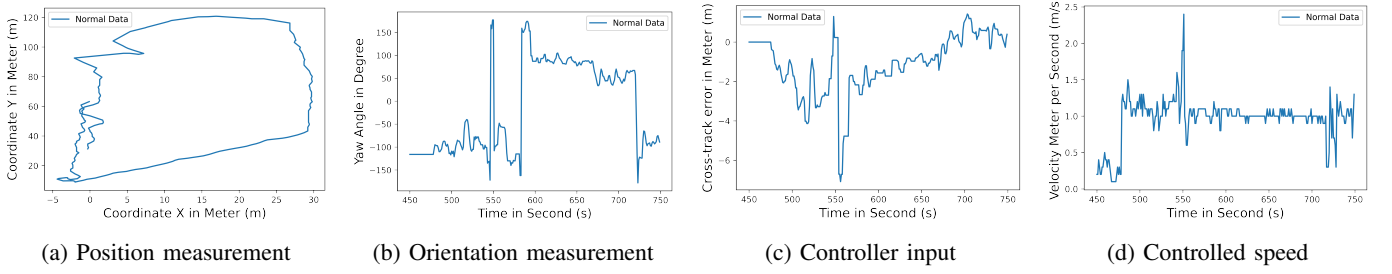 Normal Data
Coordinate Y in Meter (m)
120
100
80
60
40
20
−5 0 5 10 15 20 25 30
Coordinate X in Meter (m)
(a) Position measurement
Normal Data
Yaw Angle in Degree
150
100
50
0
−50
−100
−150
450 500 550 600 650 700 750
Time in Second (s)
(b) Orientation measurement
Normal Data
Cross-track error in Meter (m)
0
−2
−4
−6
450 500 550 600 650 700 750
Time in Second (s)
(c) Controller input
Normal Data
Velocity Meter per Second (m/s)
2.5
2.0
1.5
1.0
0.5
0.0
450 500 550 600 650 700 750
Time in Second (s)
(d) Controlled speed